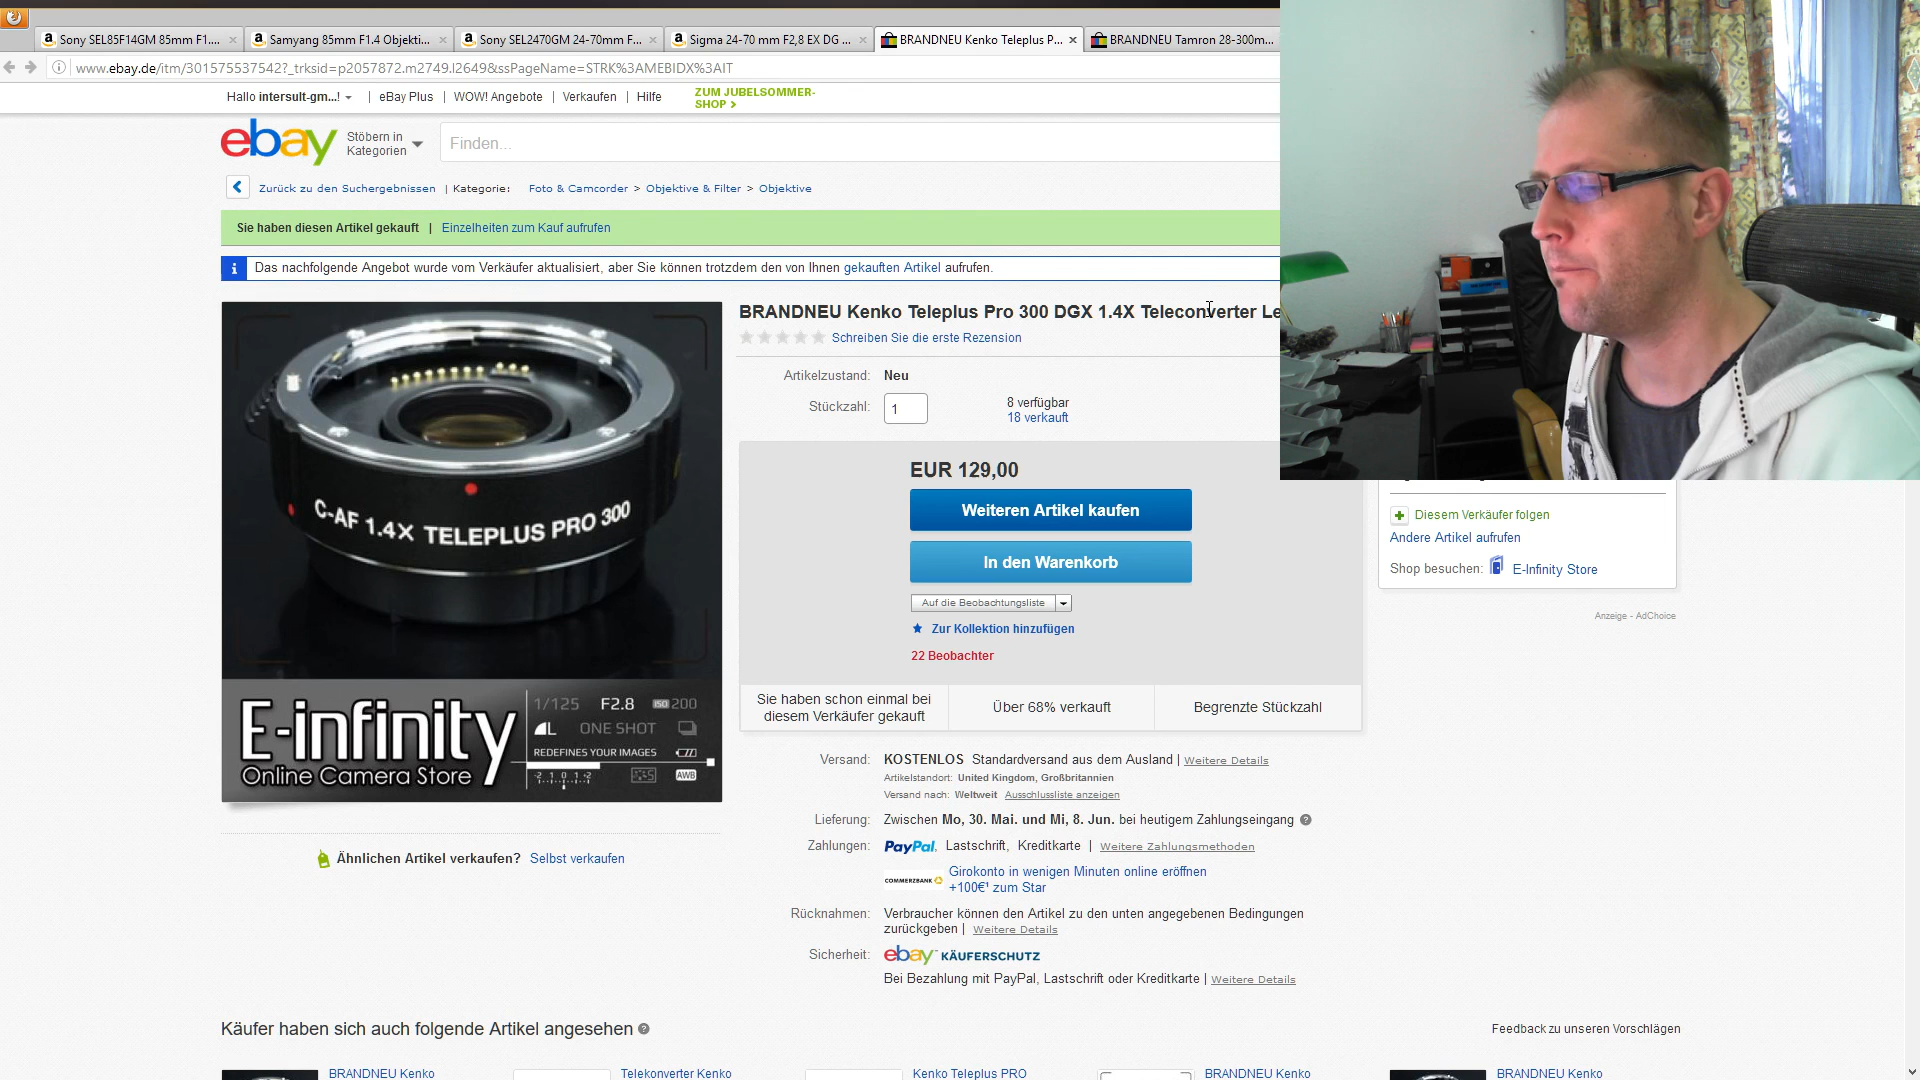 Sony SEL85F14GM 85mm F1....
Samyang 85mm F1.4 Objekti...
Sony SEL2470GM 24-70mm F...
Sigma 24-70 mm F2,8 EX DG ...
BRANDNEU Kenko Teleplus P...
BRANDNEU Tamron 28-300m...
www.ebay.de/itm/301575537542?_trksid=p2057872.m2749.l2649&ssPageName=STRK%3AMEBIDX%3AIT
Hallo intersult-gm...! | eBay Plus | WOW! Angebote | Verkaufen | Hilfe
ZUM JUBELSOMMER-
SHOP >
ebay
Stöbern in
Kategorien
Finden...
Zurück zu den Suchergebnissen | Kategorie: Foto & Camcorder > Objektive & Filter > Objektive
Sie haben diesen Artikel gekauft | Einzelheiten zum Kauf aufrufen
Das nachfolgende Angebot wurde vom Verkäufer aktualisiert, aber Sie können trotzdem den von Ihnen gekauften Artikel aufrufen.
BRANDNEU Kenko Teleplus Pro 300 DGX 1.4X Teleconverter Le
Schreiben Sie die erste Rezension
Artikelzustand: Neu
Stückzahl: 1
8 verfügbar
18 verkauft
EUR 129,00
Weiteren Artikel kaufen
In den Warenkorb
Auf die Beobachtungsliste
Zur Kollektion hinzufügen
22 Beobachter
Sie haben schon einmal bei
diesem Verkäufer gekauft
Über 68% verkauft
Begrenzte Stückzahl
Versand: KOSTENLOS Standardversand aus dem Ausland | Weitere Details
Artikelstandort: United Kingdom, Großbritannien
Versand nach: Weltweit Ausschlussliste anzeigen
Lieferung: Zwischen Mo, 30. Mai. und Mi, 8. Jun. bei heutigem Zahlungseingang
Zahlungen: PayPal, Lastschrift, Kreditkarte | Weitere Zahlungsmethoden
COMMERZBANK Girokonto in wenigen Minuten online eröffnen
+100€¹ zum Star
Rücknahmen: Verbraucher können den Artikel zu den unten angegebenen Bedingungen
zurückgeben | Weitere Details
Sicherheit: ebay KÄUFERSCHUTZ
Bei Bezahlung mit PayPal, Lastschrift oder Kreditkarte | Weitere Details
C-AF 1.4X TELEPLUS PRO 300
E-infinity
Online Camera Store
1/125 F2.8 ISO 200
ONE SHOT
REDEFINES YOUR IMAGES
-2 1 0 1 +2
AWB
Ähnlichen Artikel verkaufen? Selbst verkaufen
Diesem Verkäufer folgen
Andere Artikel aufrufen
Shop besuchen: E-Infinity Store
Anzeige - AdChoice
Käufer haben sich auch folgende Artikel angesehen
Feedback zu unseren Vorschlägen
BRANDNEU Kenko
Telekonverter Kenko
Kenko Teleplus PRO
BRANDNEU Kenko
BRANDNEU Kenko